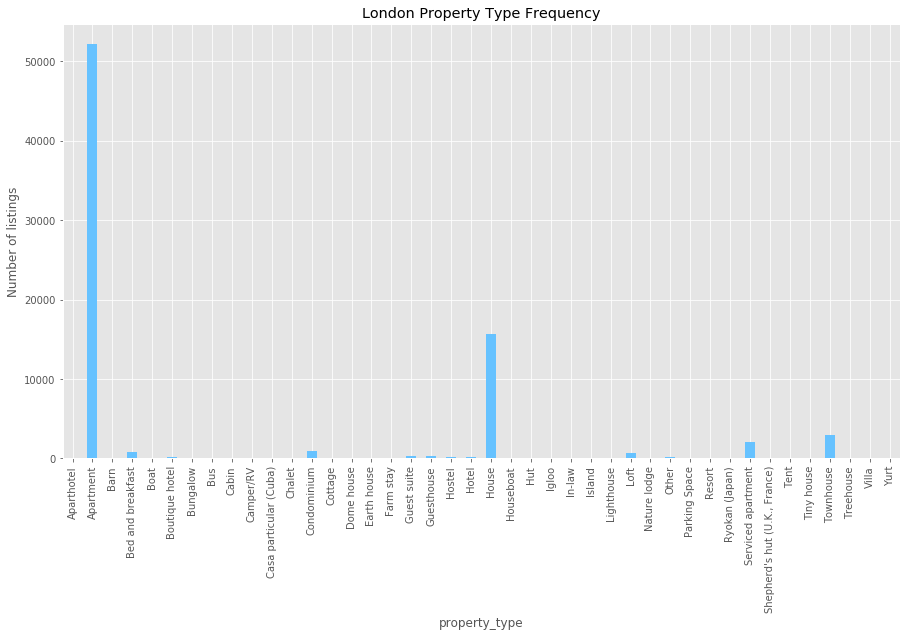 London Property Type Frequency
Number of listings
50000
40000
30000
20000
10000
0
Aparthotel
Apartment
Barn
Bed and breakfast
Boat
Boutique hotel
Bungalow
Bus
Cabin
Camper/RV
Casa particular (Cuba)
Chalet
Condominium
Cottage
Dome house
Earth house
Farm stay
Guest suite
Guesthouse
Hostel
Hotel
House
Houseboat
Hut
Igloo
In-law
Island
Lighthouse
Loft
Nature lodge
Other
Parking Space
Resort
Ryokan (Japan)
Serviced apartment
Shepherd's hut (U.K., France)
Tent
Tiny house
Townhouse
Treehouse
Villa
Yurt
property_type